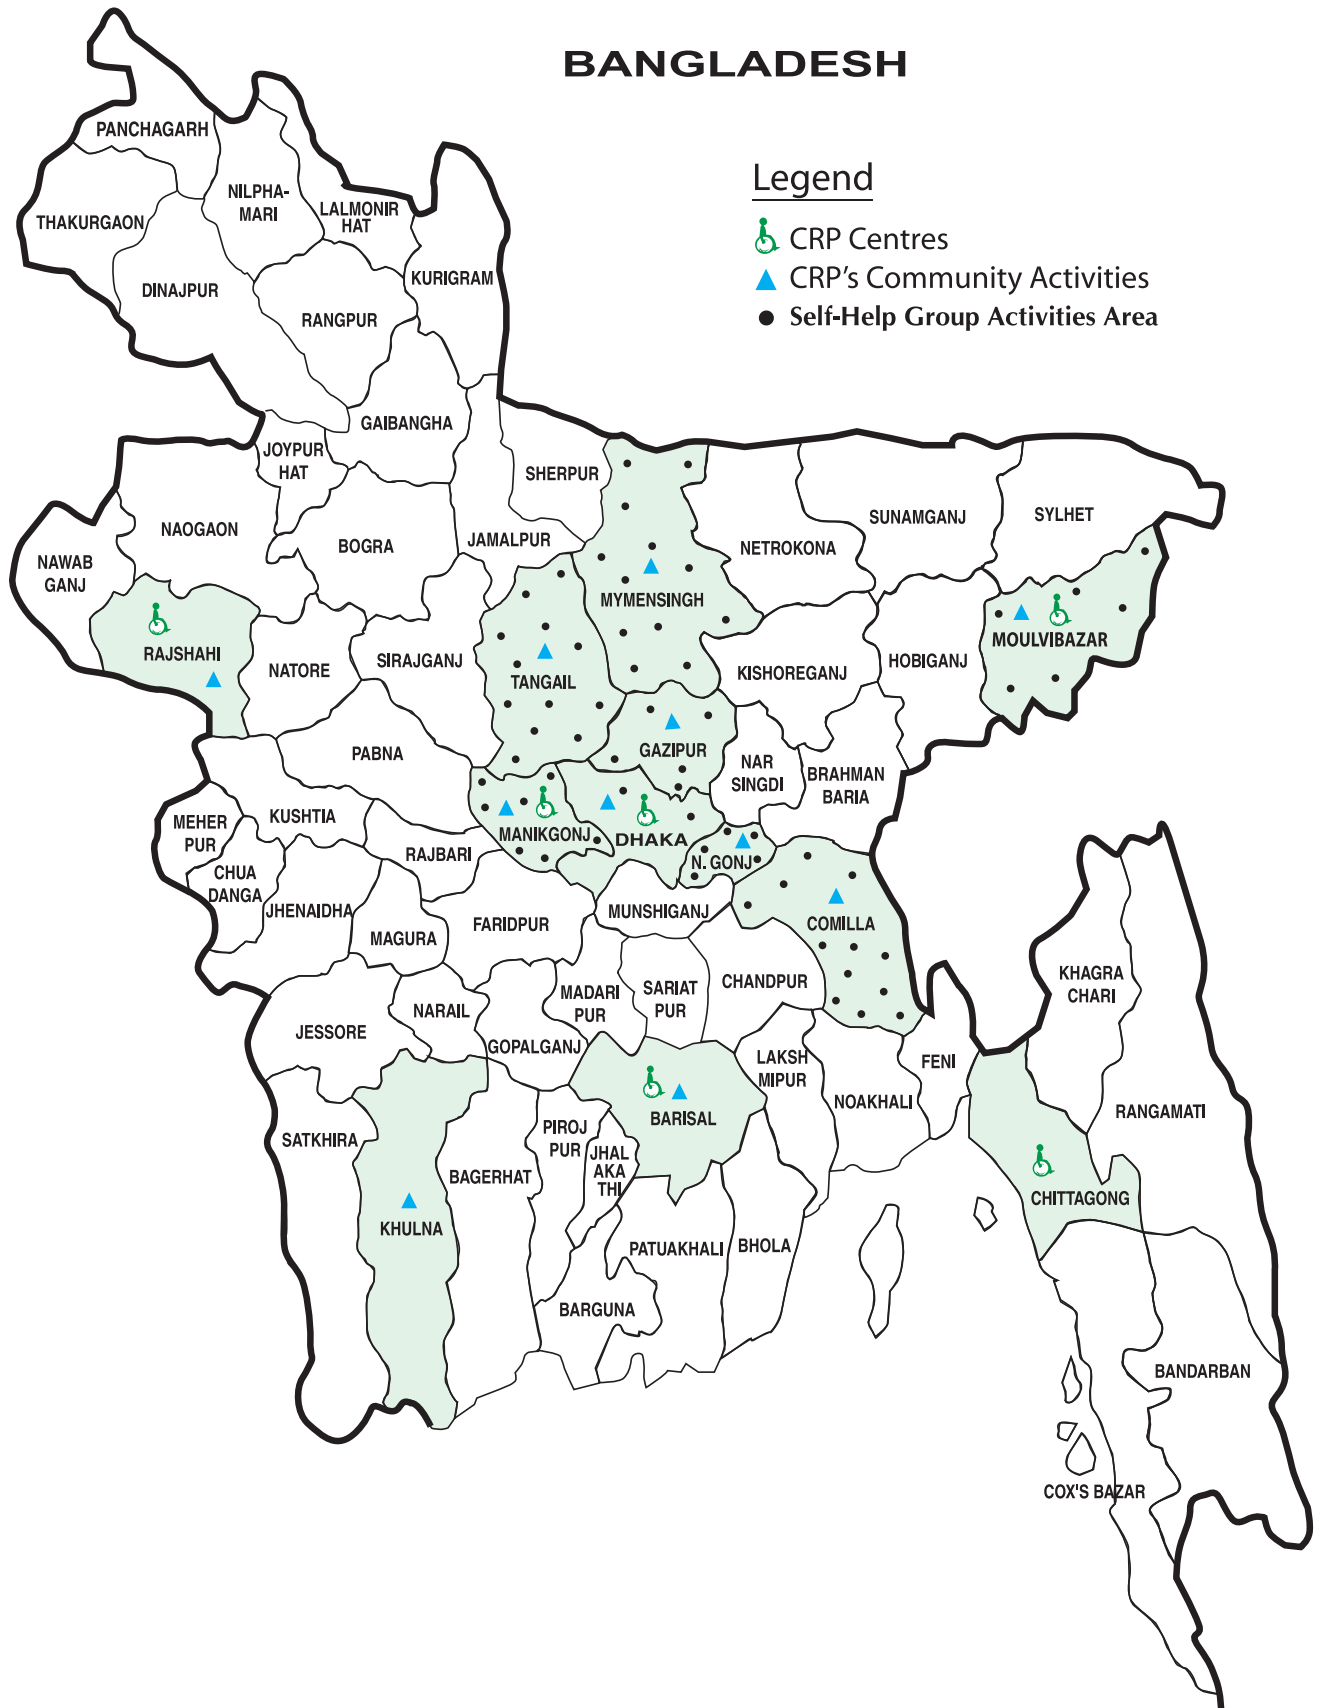 BANGLADESH
Legend
CRP Centres
CRP's Community Activities
Self-Help Group Activities Area
PANCHAGARH
THAKURGAON
NILPHA-
MARI
LALMONIR
HAT
DINAJPUR
RANGPUR
KURIGRAM
GAIBANGHA
JOYPUR
HAT
SHERPUR
NAOGAON
BOGRA
JAMALPUR
NETROKONA
SUNAMGANJ
SYLHET
NAWAB
GANJ
MYMENSINGH
RAJSHAHI
NATORE
SIRAJGANJ
TANGAIL
KISHOREGANJ
HOBIGANJ
MOULVIBAZAR
PABNA
GAZIPUR
NAR
SINGDI
BRAHMAN
BARIA
MEHER
PUR
KUSHTIA
RAJBARI
MANIKGONJ
DHAKA
N. GONJ
CHUA
DANGA
JHENAIDHA
MAGURA
FARIDPUR
MUNSHIGANJ
COMILLA
JESSORE
NARAIL
GOPALGANJ
MADARI
PUR
SARIAT
PUR
CHANDPUR
KHAGRA
CHARI
LAKSH
MIPUR
NOAKHALI
FENI
RANGAMATI
SATKHIRA
BAGERHAT
PIROJ
PUR
JHAL
AKA
THI
BARISAL
KHULNA
PATUAKHALI
BHOLA
CHITTAGONG
BARGUNA
BANDARBAN
COX'S BAZAR